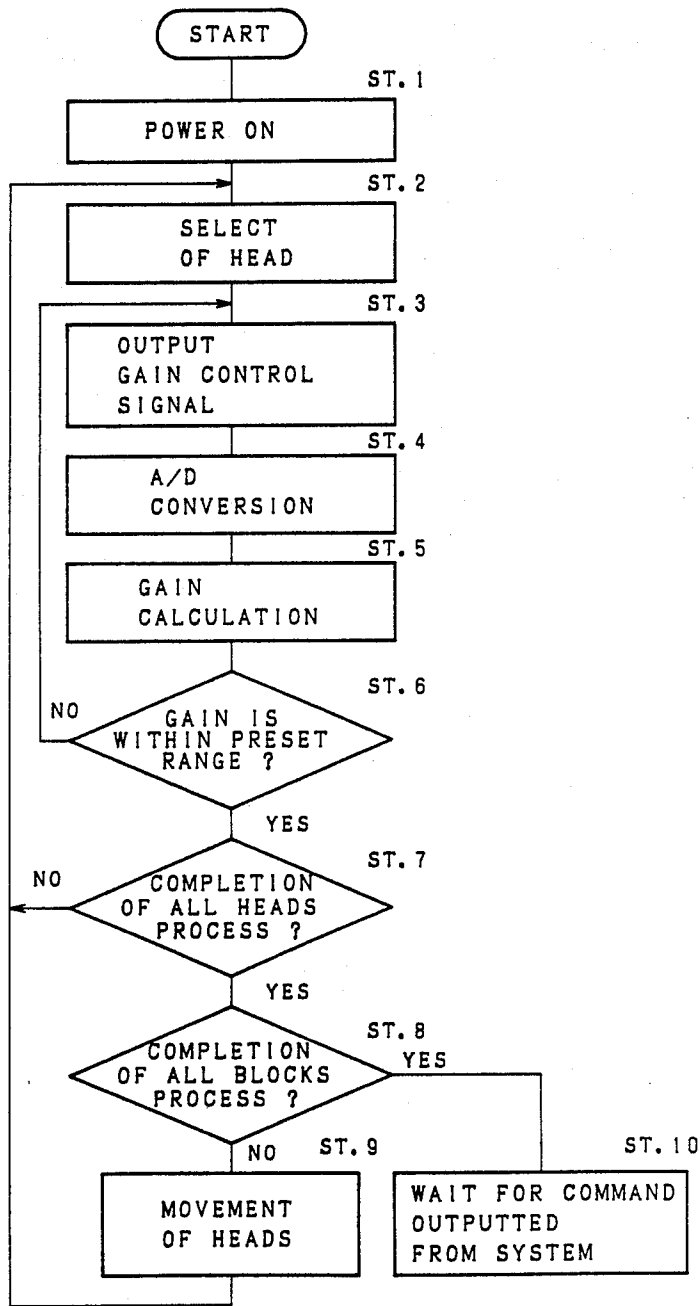 START
ST.1
POWER ON
ST.2
SELECT
OF HEAD
ST.3
OUTPUT
GAIN CONTROL
SIGNAL
ST.4
A/D
CONVERSION
ST.5
GAIN
CALCULATION
ST.6
NO
GAIN IS
WITHIN PRESET
RANGE ?
YES
ST.7
NO
COMPLETION
OF ALL HEADS
PROCESS ?
YES
ST.8
COMPLETION
OF ALL BLOCKS
PROCESS ?
YES
NO
ST.9
ST.10
MOVEMENT
OF HEADS
WAIT FOR COMMAND
OUTPUTTED
FROM SYSTEM